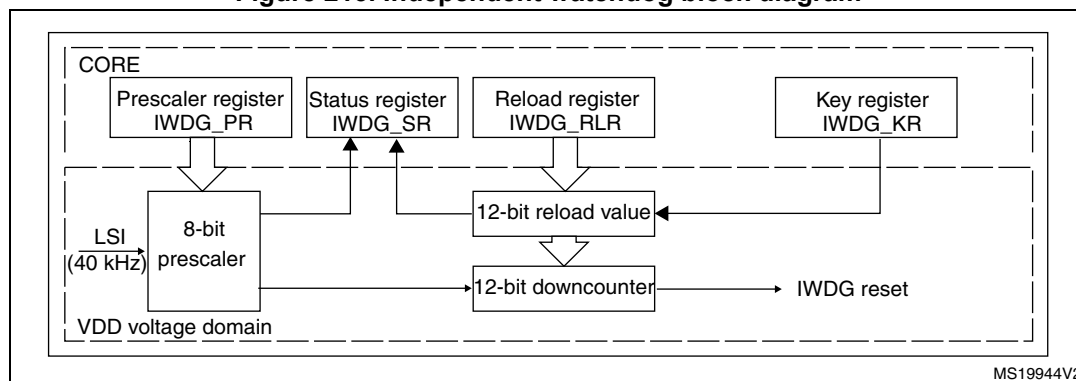 Figure 213. Independent watchdog block diagram
CORE
Prescaler register
IWDG_PR
Status register
IWDG_SR
Reload register
IWDG_RLR
Key register
IWDG_KR
LSI
(40 kHz)
8-bit
prescaler
12-bit reload value
12-bit downcounter
IWDG reset
VDD voltage domain
MS19944V2